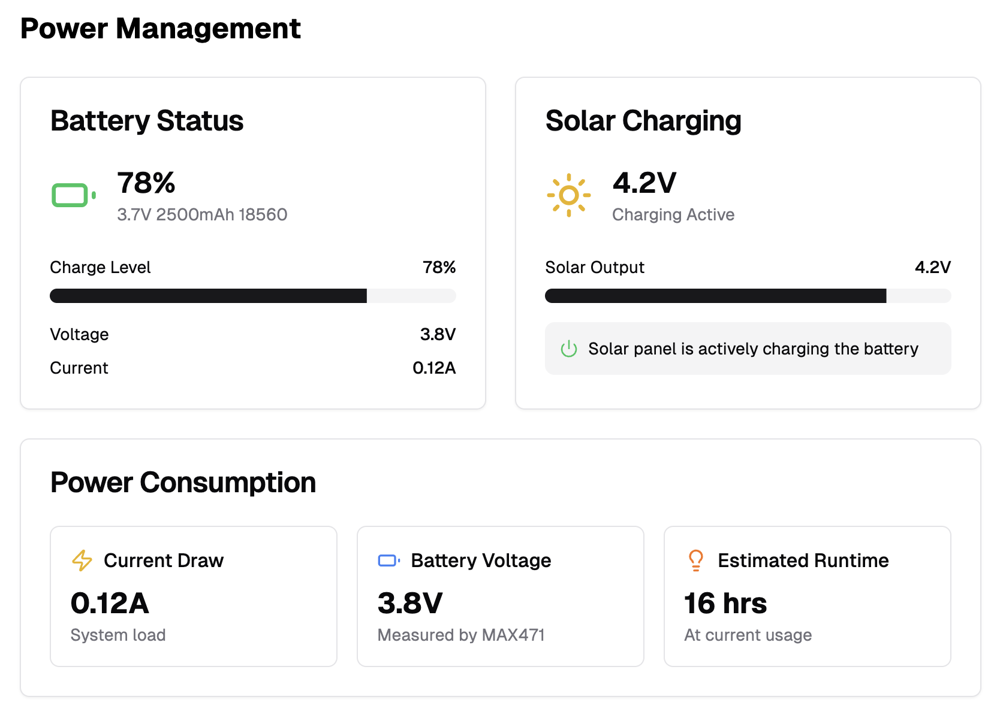 Power Management
Battery Status
78%
3.7V 2500mAh 18560
Charge Level 78%
Voltage 3.8V
Current 0.12A
Solar Charging
4.2V
Charging Active
Solar Output 4.2V
Solar panel is actively charging the battery
Power Consumption
Current Draw
0.12A
System load
Battery Voltage
3.8V
Measured by MAX471
Estimated Runtime
16 hrs
At current usage